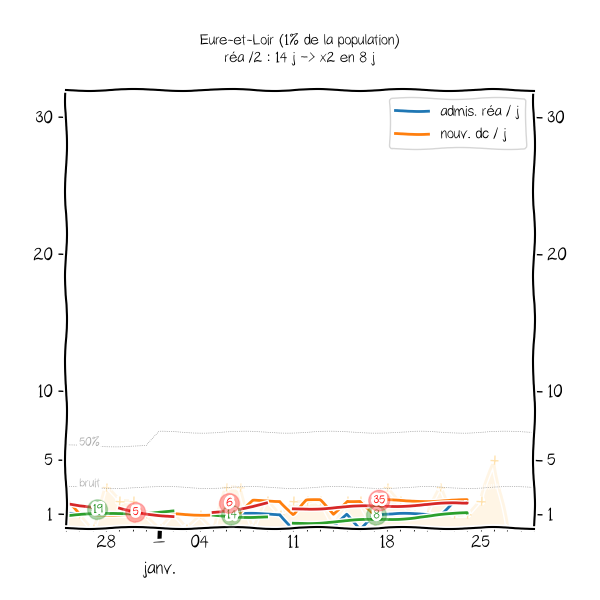 Eure-et-Loir (1% de la population)
réa /2 : 14 j -> x2 en 8 j
admis. réa / j
nouv. dc / j
30 30
20 20
10 10
50%
5 5
bruit
19 5 6 14 35 8
1 1
28 1 04 11 18 25
janv.